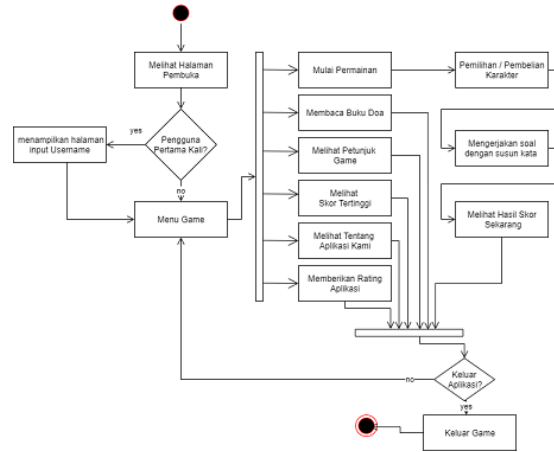 Melihat Halaman
Pembuka
Mulai Permainan
Pemilihan / Pembelian
Karakter
Membaca Buku Doa
yes
menampilkan halaman
input Username
Pengguna
Pertama Kali?
Melihat Petunjuk
Game
Mengerjakan soal
dengan susun kata
no
Menu Game
Melihat
Skor Tertinggi
Melihat Hasil Skor
Sekarang
Melihat Tentang
Aplikasi Kami
Memberikan Rating
Aplikasi
no
Keluar
Aplikasi?
yes
Keluar Game